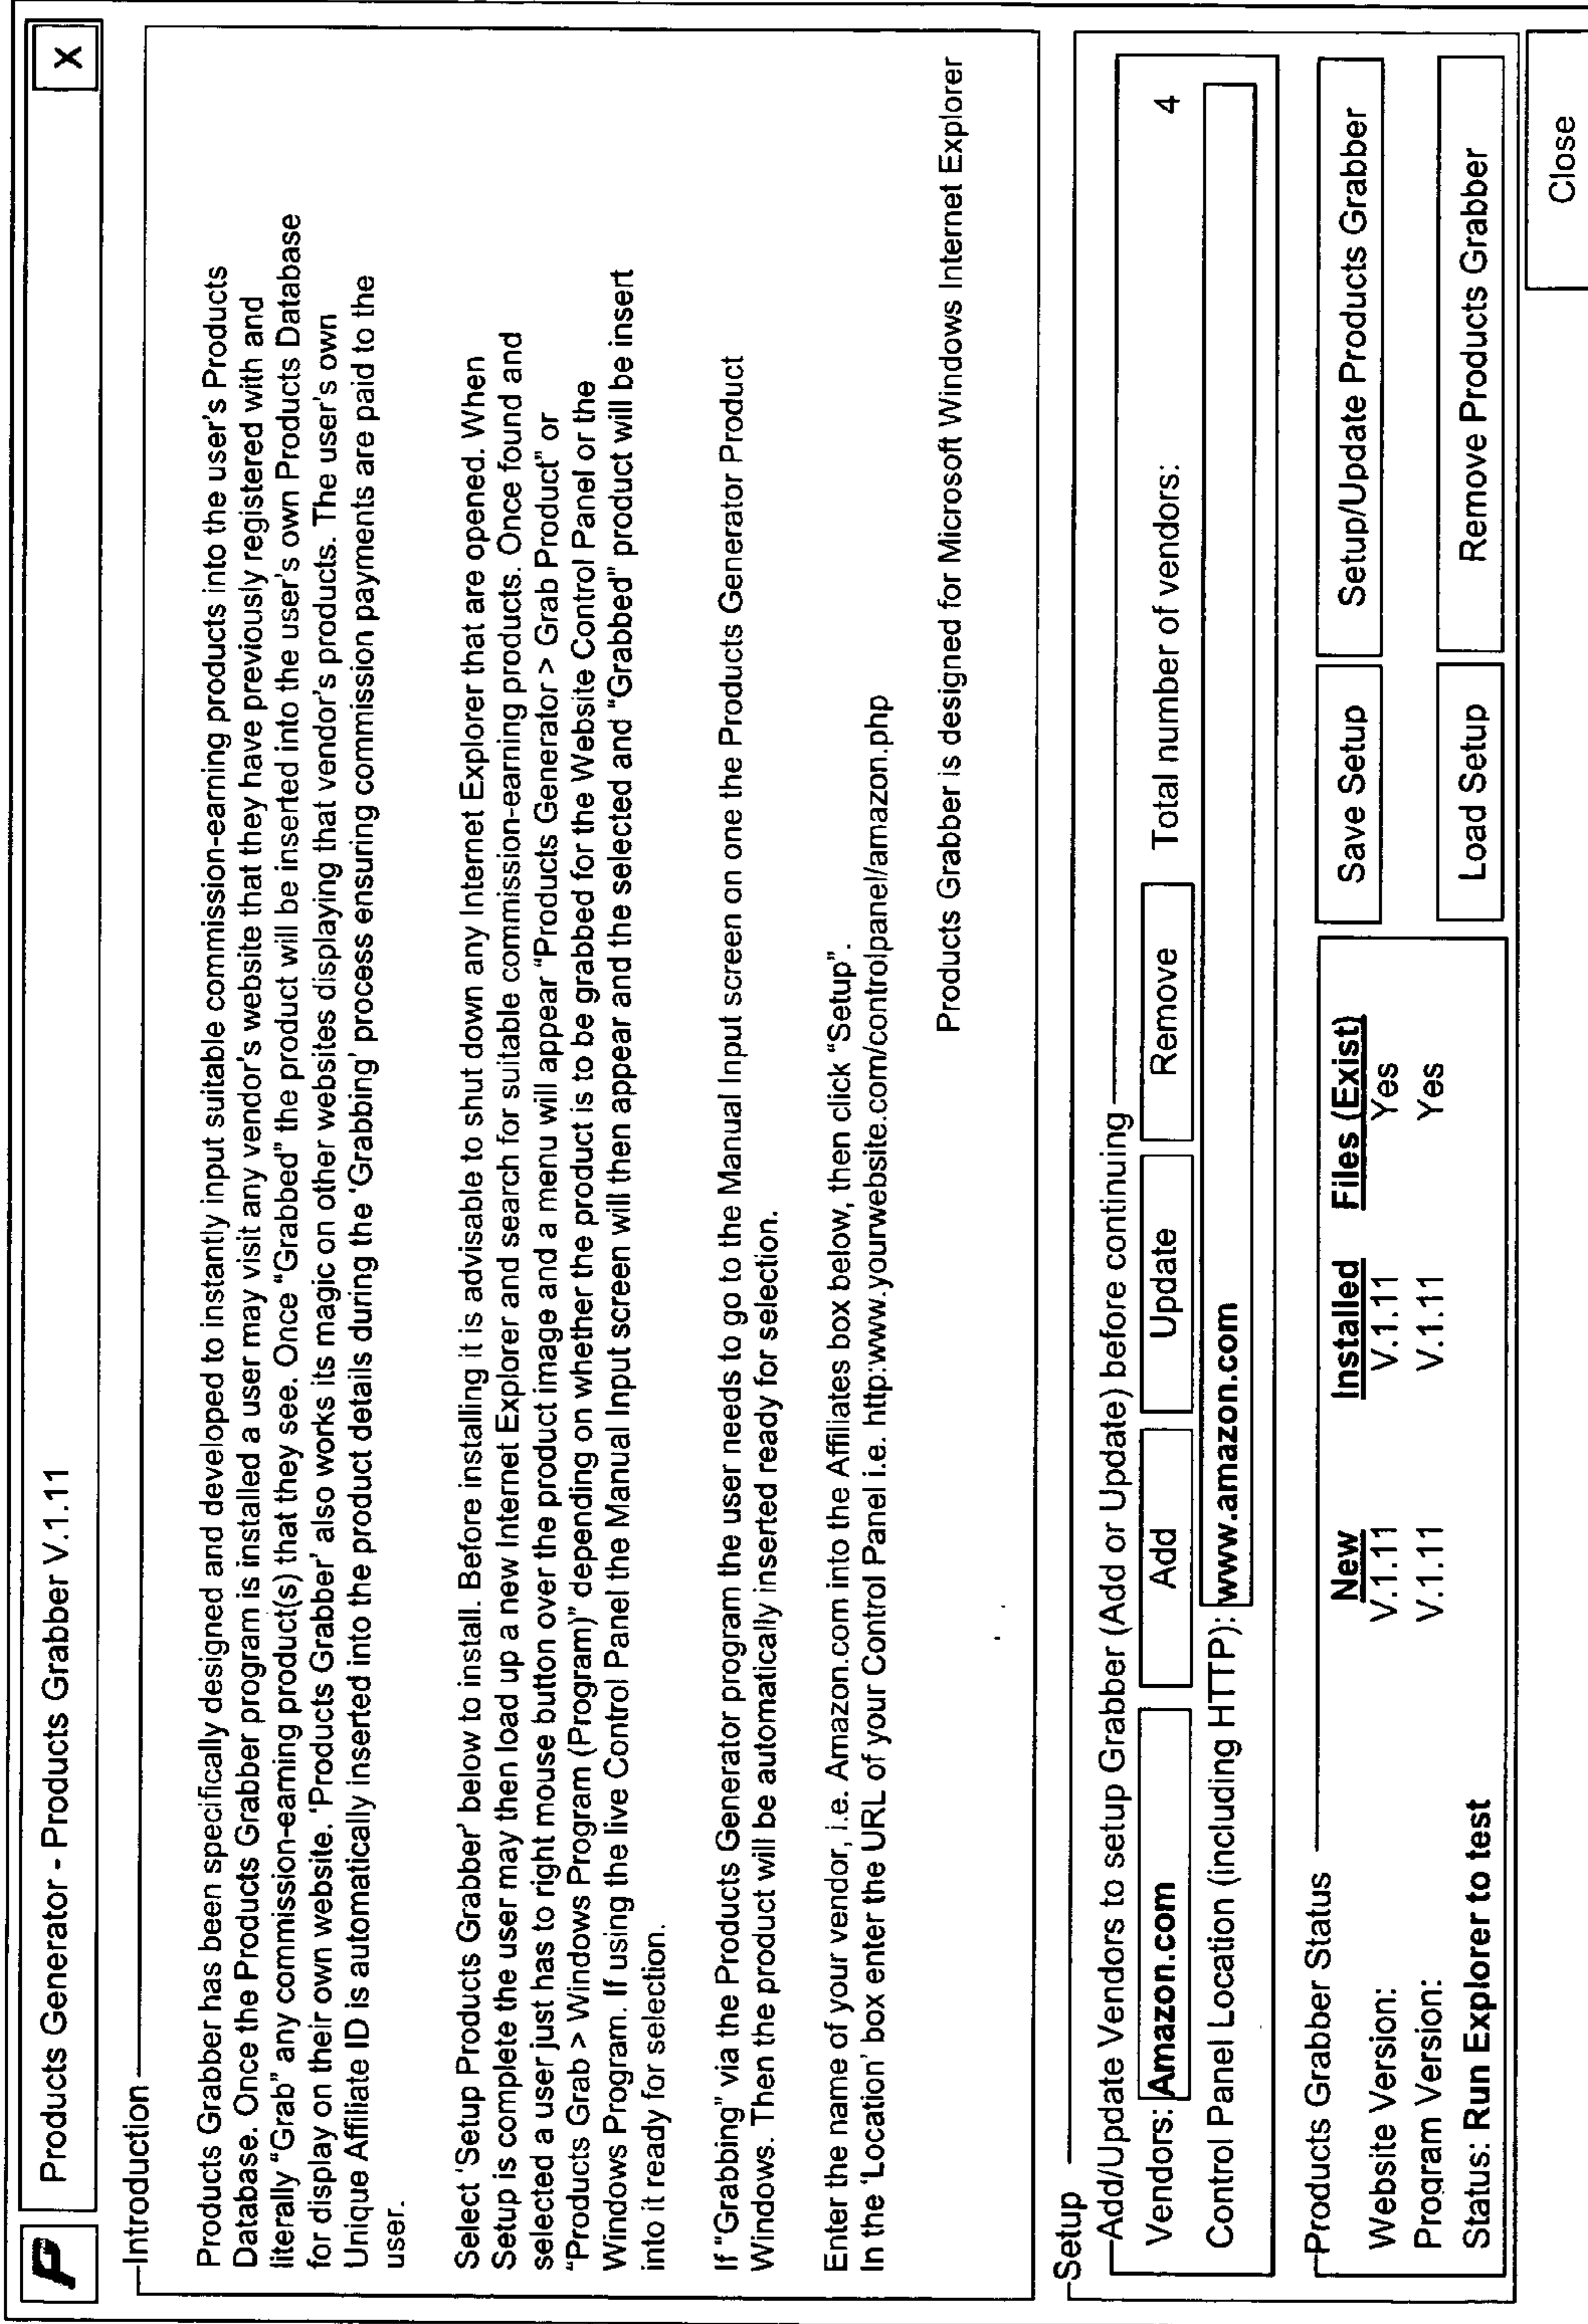 P
Products Generator - Products Grabber V.1.11
X
Introduction
Products Grabber has been specifically designed and developed to instantly input suitable commission-earning products into the user's Products
Database. Once the Products Grabber program is installed a user may visit any vendor's website that they have previously registered with and
literally “Grab” any commission-earning product(s) that they see. Once “Grabbed” the product will be inserted into the user's own Products Database
for display on their own website. 'Products Grabber' also works its magic on other websites displaying that vendor's products. The user's own
Unique Affiliate ID is automatically inserted into the product details during the 'Grabbing' process ensuring commission payments are paid to the
user.
Select 'Setup Products Grabber' below to install. Before installing it is advisable to shut down any Internet Explorer that are opened. When
Setup is complete the user may then load up a new Internet Explorer and search for suitable commission-earning products. Once found and
selected a user just has to right mouse button over the product image and a menu will appear “Products Generator > Grab Product” or
“Products Grab > Windows Program (Program)” depending on whether the product is to be grabbed for the Website Control Panel or the
Windows Program. If using the live Control Panel the Manual Input screen will then appear and the selected and “Grabbed” product will be insert
into it ready for selection.
If “Grabbing” via the Products Generator program the user needs to go to the Manual Input screen on one the Products Generator Product
Windows. Then the product will be automatically inserted ready for selection.
Enter the name of your vendor, i.e. Amazon.com into the Affiliates box below, then click “Setup”.
In the 'Location' box enter the URL of your Control Panel i.e. http:www.yourwebsite.com/controlpanel/amazon.php
Products Grabber is designed for Microsoft Windows Internet Explorer
Setup
Add/Update Vendors to setup Grabber (Add or Update) before continuing
Vendors: Amazon.com Add Update Remove Total number of vendors: 4
Control Panel Location (including HTTP): www.amazon.com
Products Grabber Status
New Installed Files (Exist)
Website Version: V.1.11 V.1.11 Yes
Program Version: V.1.11 V.1.11 Yes
Status: Run Explorer to test
Save Setup Setup/Update Products Grabber
Load Setup Remove Products Grabber
Close